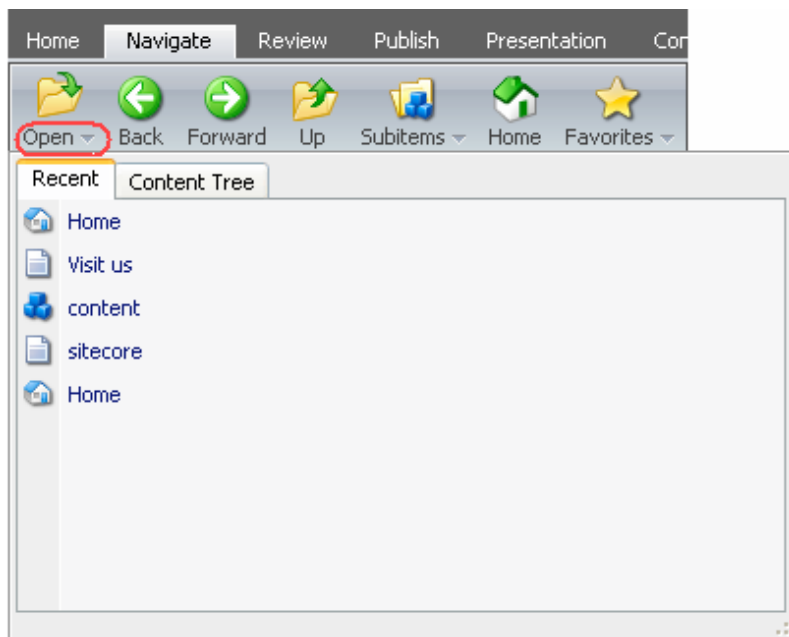 Home Navigate Review Publish Presentation Cor
Open Back Forward Up Subitems Home Favorites
Recent Content Tree
Home
Visit us
content
sitecore
Home